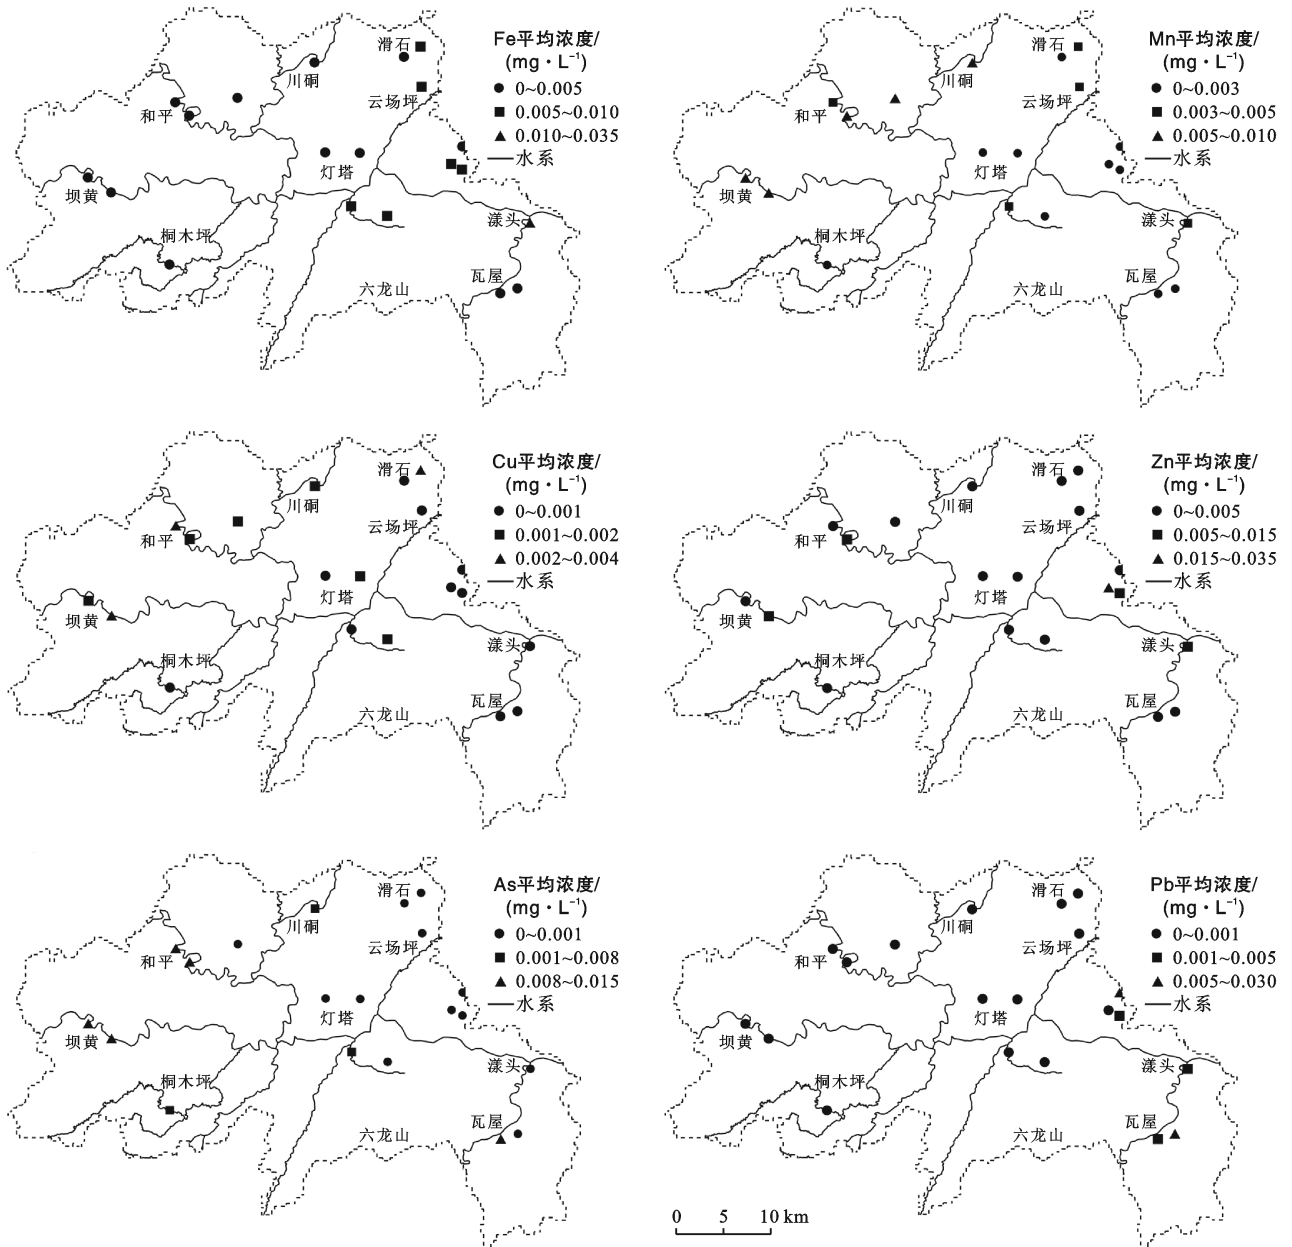 Fe平均浓度/
(mg·L⁻¹)
0~0.005
0.005~0.010
0.010~0.035
水系
滑石
川硐
云场坪
和平
灯塔
坝黄
漾头
桐木坪
瓦屋
六龙山
Mn平均浓度/
(mg·L⁻¹)
0~0.003
0.003~0.005
0.005~0.010
水系
滑石
川硐
云场坪
和平
灯塔
坝黄
漾头
桐木坪
瓦屋
六龙山
Cu平均浓度/
(mg·L⁻¹)
0~0.001
0.001~0.002
0.002~0.004
水系
滑石
川硐
云场坪
和平
灯塔
坝黄
漾头
桐木坪
瓦屋
六龙山
Zn平均浓度/
(mg·L⁻¹)
0~0.005
0.005~0.015
0.015~0.035
水系
滑石
川硐
云场坪
和平
灯塔
坝黄
漾头
桐木坪
瓦屋
六龙山
As平均浓度/
(mg·L⁻¹)
0~0.001
0.001~0.008
0.008~0.015
水系
滑石
川硐
云场坪
和平
灯塔
坝黄
漾头
桐木坪
瓦屋
六龙山
Pb平均浓度/
(mg·L⁻¹)
0~0.001
0.001~0.005
0.005~0.030
水系
滑石
川硐
云场坪
和平
灯塔
坝黄
漾头
桐木坪
瓦屋
六龙山
0 5 10 km